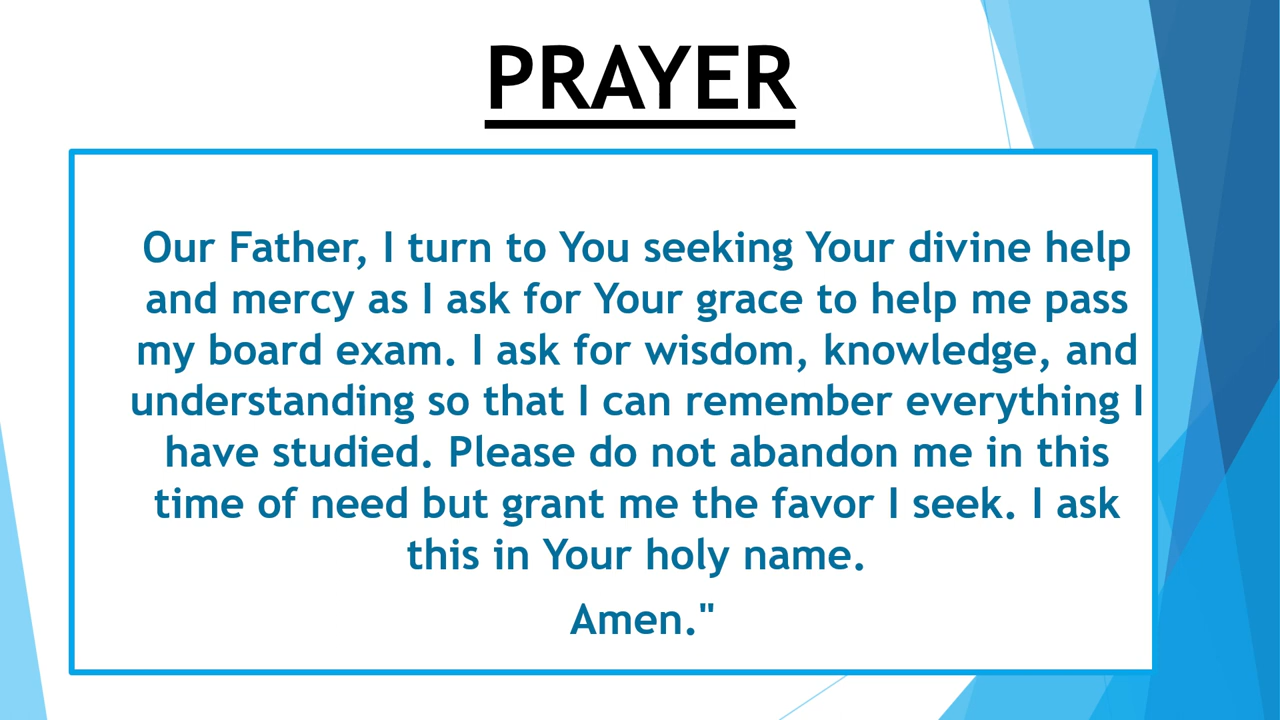 PRAYER
Our Father, I turn to You seeking Your divine help
and mercy as I ask for Your grace to help me pass
my board exam. I ask for wisdom, knowledge, and
understanding so that I can remember everything I
have studied. Please do not abandon me in this
time of need but grant me the favor I seek. I ask
this in Your holy name.
Amen."